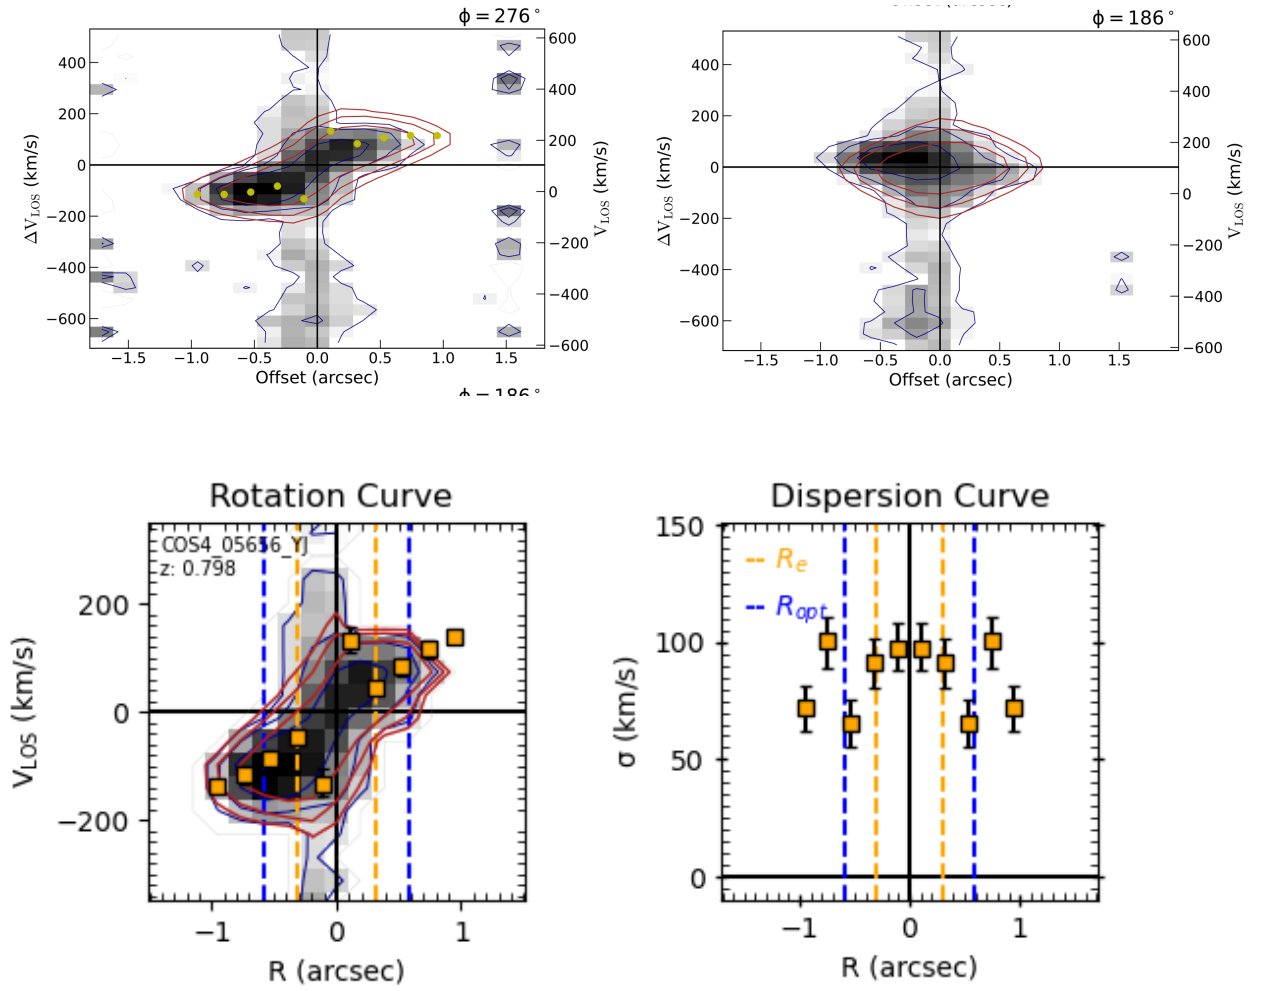 ϕ = 276°
400
200
0
−200
−400
−600
ΔV_LOS (km/s)
600
400
200
0
−200
−400
−600
V_LOS (km/s)
−1.5 −1.0 −0.5 0.0 0.5 1.0 1.5
Offset (arcsec)
ϕ = 186°
ϕ = 186°
400
200
0
−200
−400
−600
ΔV_LOS (km/s)
600
400
200
0
−200
−400
−600
V_LOS (km/s)
−1.5 −1.0 −0.5 0.0 0.5 1.0 1.5
Offset (arcsec)
Rotation Curve
COS4_05656_YJ
z: 0.798
200
0
−200
V_LOS (km/s)
−1 0 1
R (arcsec)
Dispersion Curve
R_e
R_opt
150
100
50
0
σ (km/s)
−1 0 1
R (arcsec)